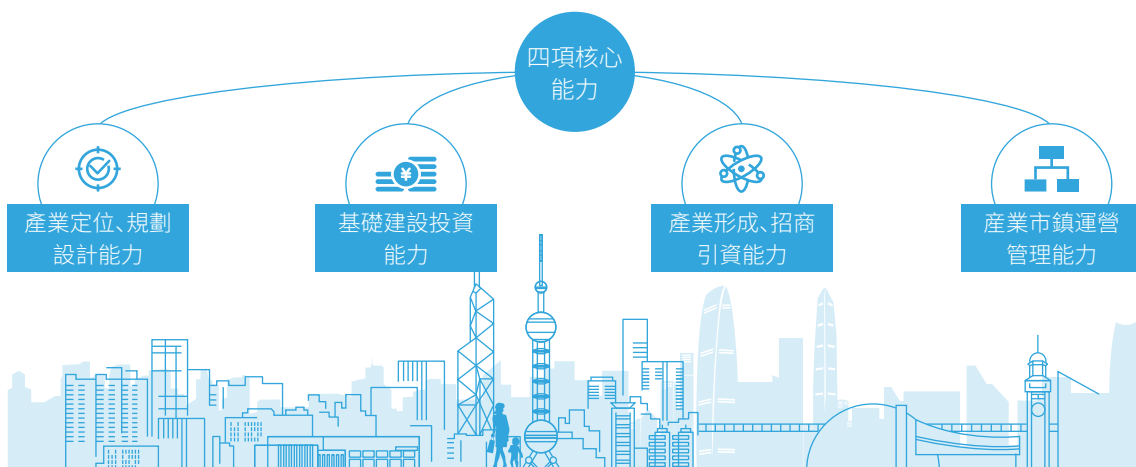 四項核心
能力
¥
產業定位、規劃
設計能力
基礎建設投資
能力
產業形成、招商
引資能力
產業市鎮運營
管理能力